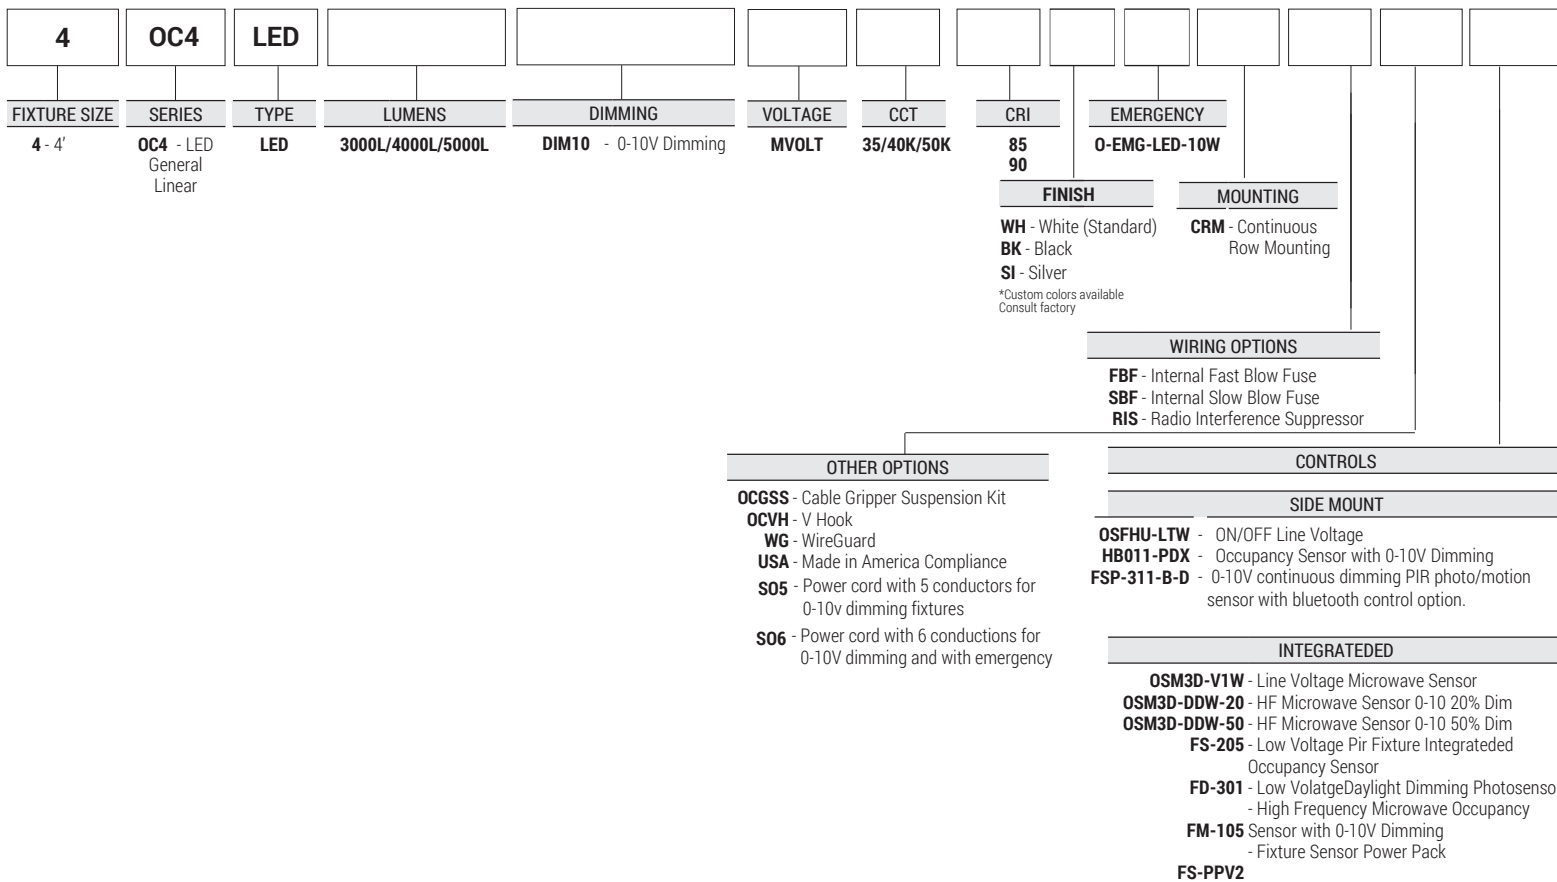 4 OC4 LED
FIXTURE SIZE SERIES TYPE LUMENS DIMMING VOLTAGE CCT CRI EMERGENCY
4 - 4' OC4 - LED LED 3000L/4000L/5000L DIM10 - 0-10V Dimming MVOLT 35/40K/50K 85 O-EMG-LED-10W
General 90
Linear
FINISH MOUNTING
WH - White (Standard) CRM - Continuous
BK - Black Row Mounting
SI - Silver
*Custom colors available
Consult factory
WIRING OPTIONS
FBF - Internal Fast Blow Fuse
SBF - Internal Slow Blow Fuse
RIS - Radio Interference Suppressor
OTHER OPTIONS
OCGSS - Cable Gripper Suspension Kit
OCVH - V Hook
WG - WireGuard
USA - Made in America Compliance
SO5 - Power cord with 5 conductors for
0-10v dimming fixtures
SO6 - Power cord with 6 conductions for
0-10V dimming and with emergency
CONTROLS
SIDE MOUNT
OSFHU-LTW - ON/OFF Line Voltage
HB011-PDX - Occupancy Sensor with 0-10V Dimming
FSP-311-B-D - 0-10V continuous dimming PIR photo/motion
sensor with bluetooth control option.
INTEGRATEDED
OSM3D-V1W - Line Voltage Microwave Sensor
OSM3D-DDW-20 - HF Microwave Sensor 0-10 20% Dim
OSM3D-DDW-50 - HF Microwave Sensor 0-10 50% Dim
FS-205 - Low Voltage Pir Fixture Integrateded
Occupancy Sensor
FD-301 - Low VolatgeDaylight Dimming Photosenso
- High Frequency Microwave Occupancy
FM-105 Sensor with 0-10V Dimming
- Fixture Sensor Power Pack
FS-PPV2